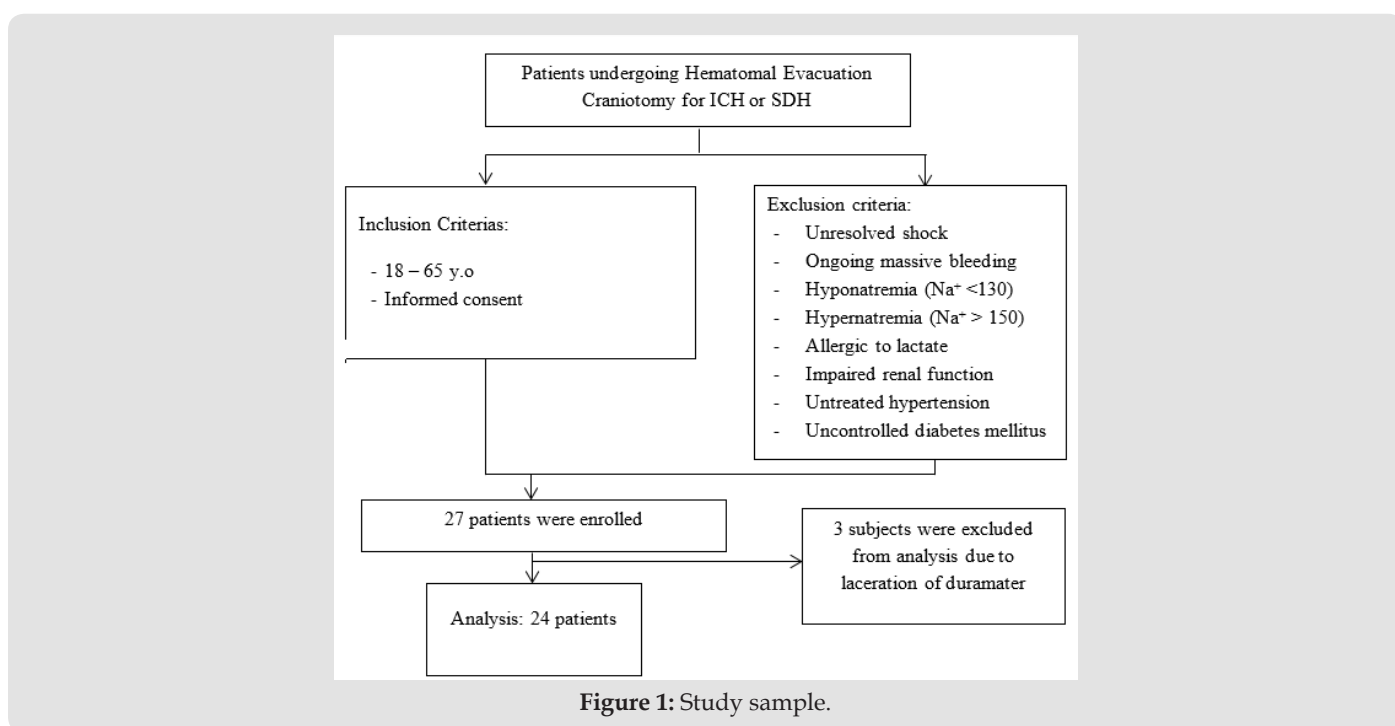 Patients undergoing Hematomal Evacuation
Craniotomy for ICH or SDH
Inclusion Criterias:
- 18 – 65 y.o
- Informed consent
Exclusion criteria:
- Unresolved shock
- Ongoing massive bleeding
- Hyponatremia (Na⁺ <130)
- Hypernatremia (Na⁺ > 150)
- Allergic to lactate
- Impaired renal function
- Untreated hypertension
- Uncontrolled diabetes mellitus
27 patients were enrolled
3 subjects were excluded
from analysis due to
laceration of duramater
Analysis: 24 patients
Figure 1: Study sample.